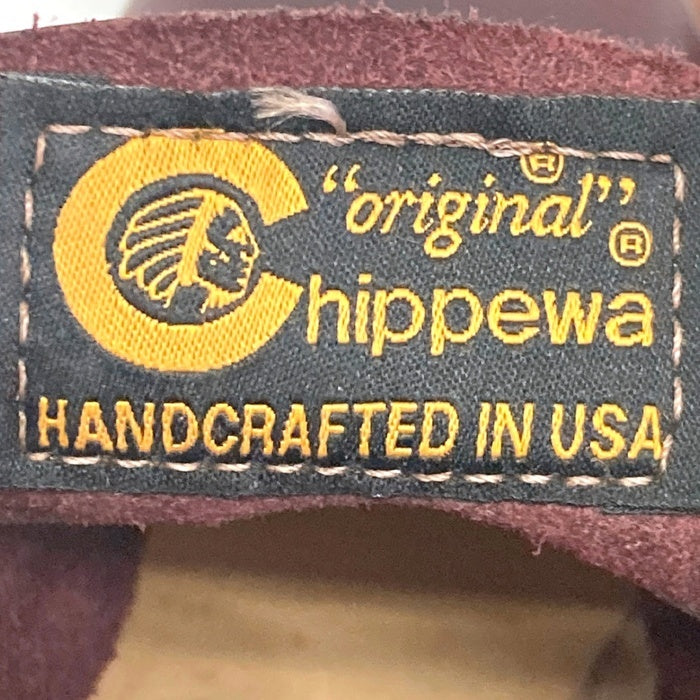 "original" ®
Chippewa ®
HANDCRAFTED IN USA